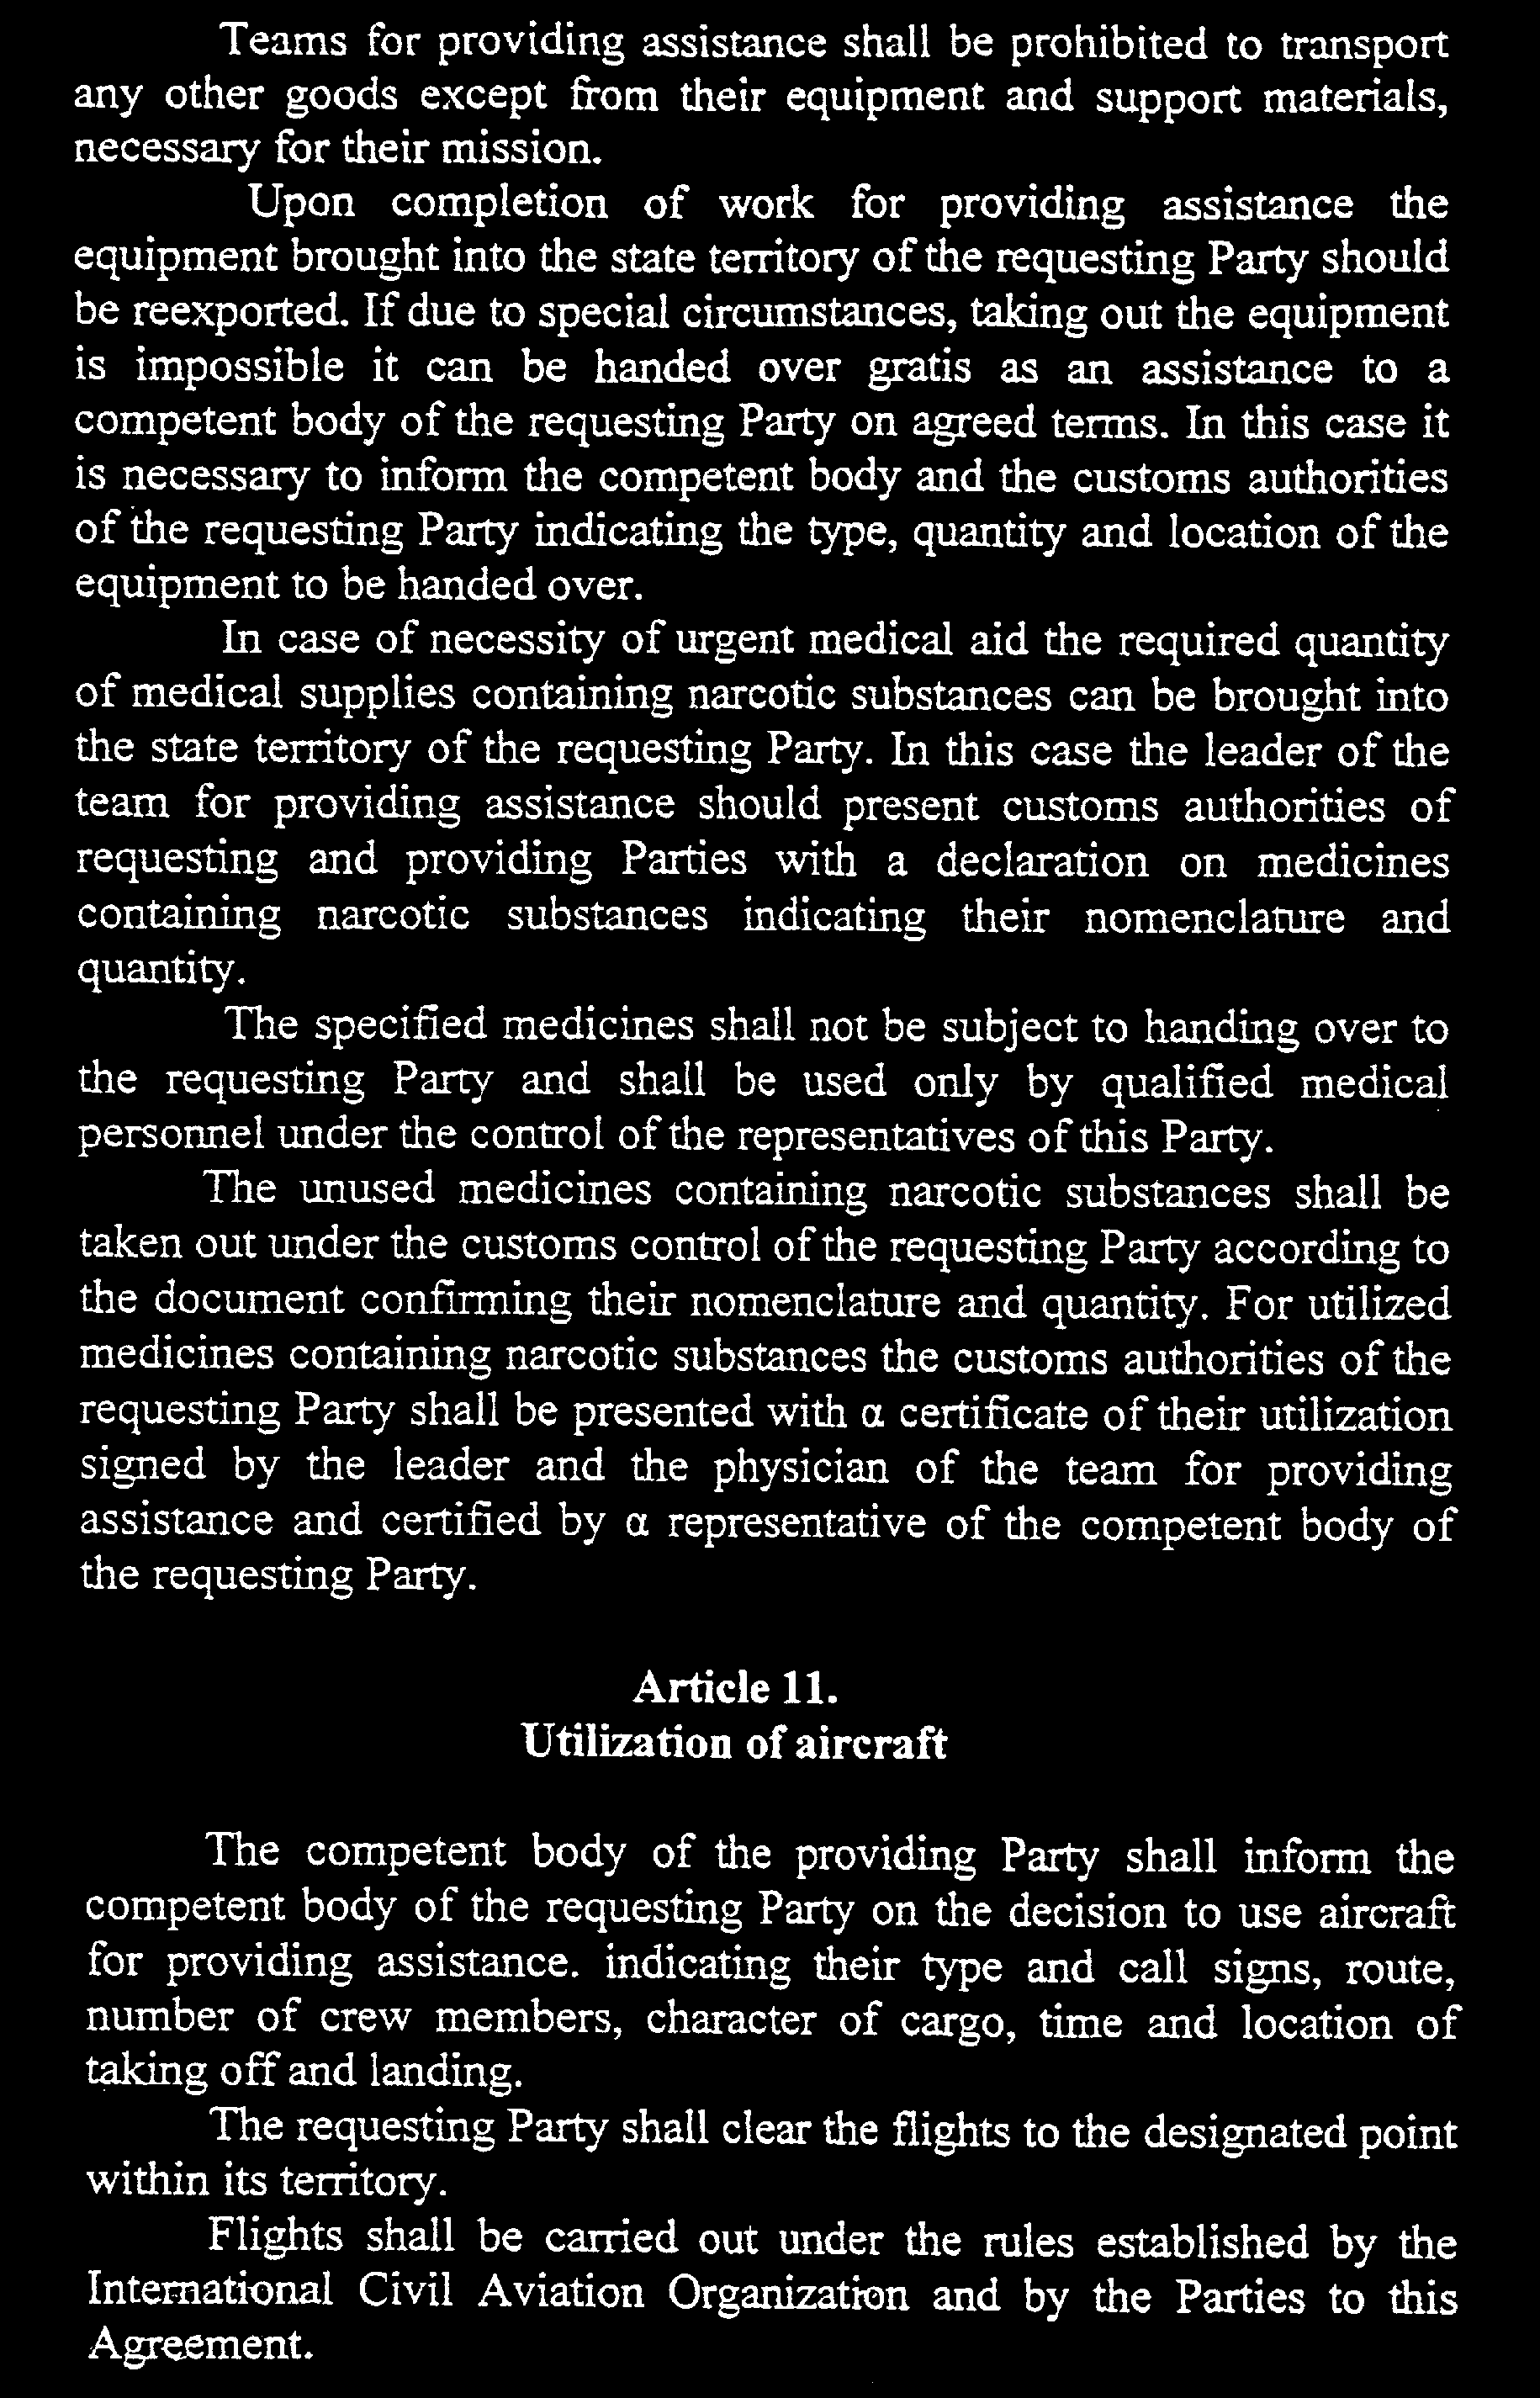 Teams for providing assistance shall be prohibited to transport
any other goods except from their equipment and support materials,
necessary for their mission.
Upon completion of work for providing assistance the
equipment brought into the state territory of the requesting Party should
be reexported. If due to special circumstances, taking out the equipment
is impossible it can be handed over gratis as an assistance to a
competent body of the requesting Party on agreed terms. In this case it
is necessary to inform the competent body and the customs authorities
of the requesting Party indicating the type, quantity and location of the
equipment to be handed over.
In case of necessity of urgent medical aid the required quantity
of medical supplies containing narcotic substances can be brought into
the state territory of the requesting Party. In this case the leader of the
team for providing assistance should present customs authorities of
requesting and providing Parties with a declaration on medicines
containing narcotic substances indicating their nomenclature and
quantity.
The specified medicines shall not be subject to handing over to
the requesting Party and shall be used only by qualified medical
personnel under the control of the representatives of this Party.
The unused medicines containing narcotic substances shall be
taken out under the customs control of the requesting Party according to
the document confirming their nomenclature and quantity. For utilized
medicines containing narcotic substances the customs authorities of the
requesting Party shall be presented with a certificate of their utilization
signed by the leader and the physician of the team for providing
assistance and certified by a representative of the competent body of
the requesting Party.
Article 11.
Utilization of aircraft
The competent body of the providing Party shall inform the
competent body of the requesting Party on the decision to use aircraft
for providing assistance. indicating their type and call signs, route,
number of crew members, character of cargo, time and location of
taking off and landing.
The requesting Party shall clear the flights to the designated point
within its territory.
Flights shall be carried out under the rules established by the
International Civil Aviation Organization and by the Parties to this
Agreement.